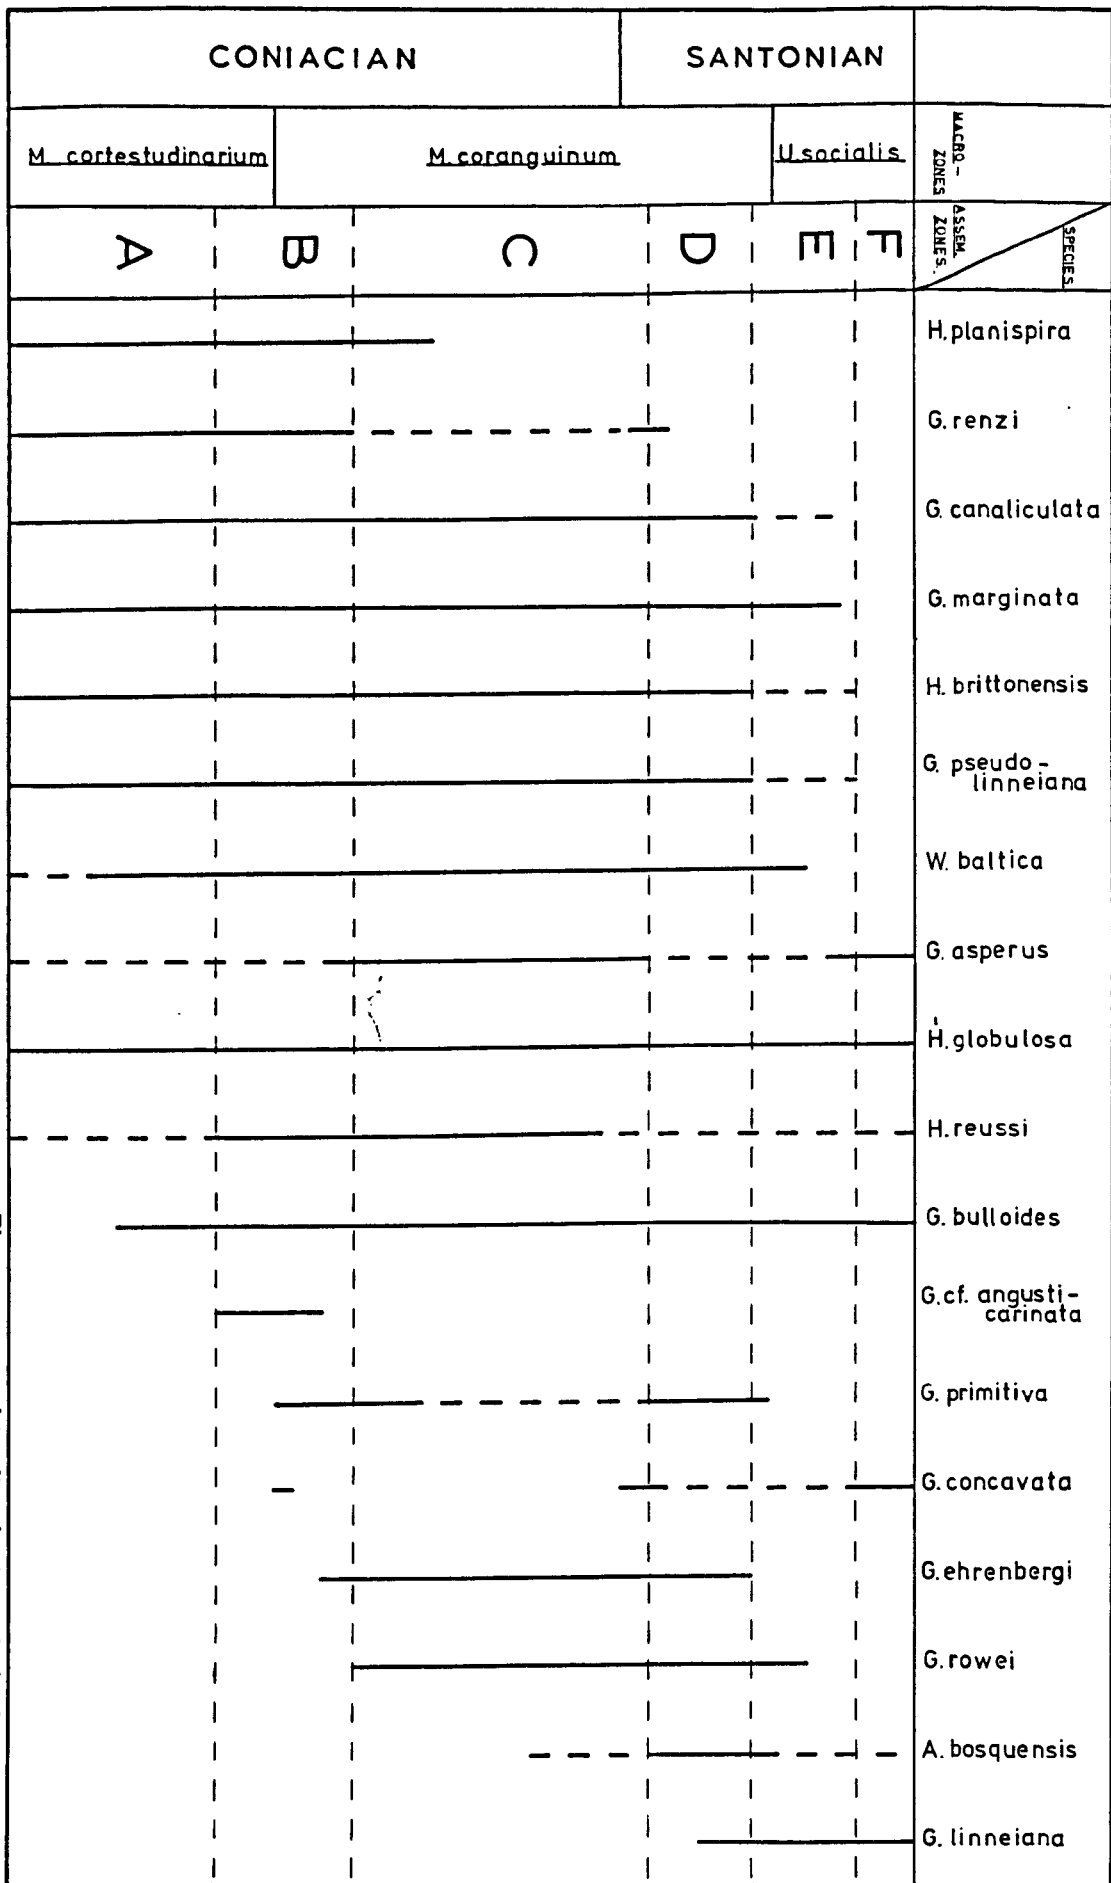 CONIACIAN SANTONIAN
M. cortestudinarium M. coranguinum U. socialis MACRO-
ZONES
A B C D E F ASSEM.
ZONES.
SPECIES
H. planispira
G. renzi
G. canaliculata
G. marginata
H. brittonensis
G. pseudo-
linneiana
W. baltica
G. asperus
H. globulosa
H. reussi
G. bulloides
G. cf. angusti-
carinata
G. primitiva
G. concavata
G. ehrenbergi
G. rowei
A. bosquensis
G. linneiana